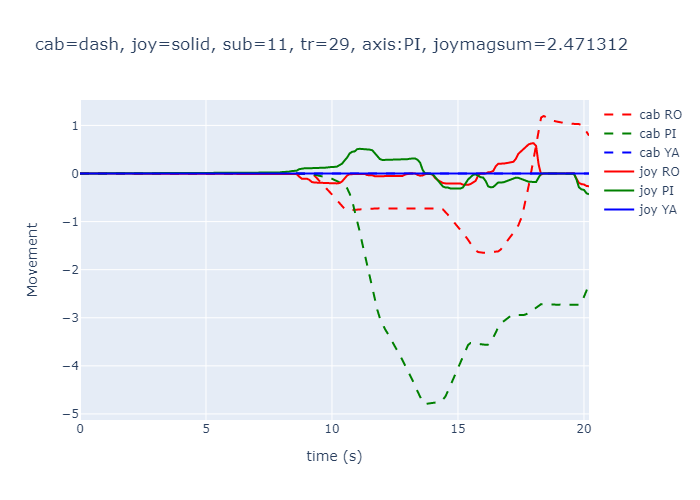 cab=dash, joy=solid, sub=11, tr=29, axis:PI, joymagsum=2.471312
cab RO
cab PI
cab YA
joy RO
joy PI
joy YA
Movement
1
0
−1
−2
−3
−4
−5
0 5 10 15 20
time (s)